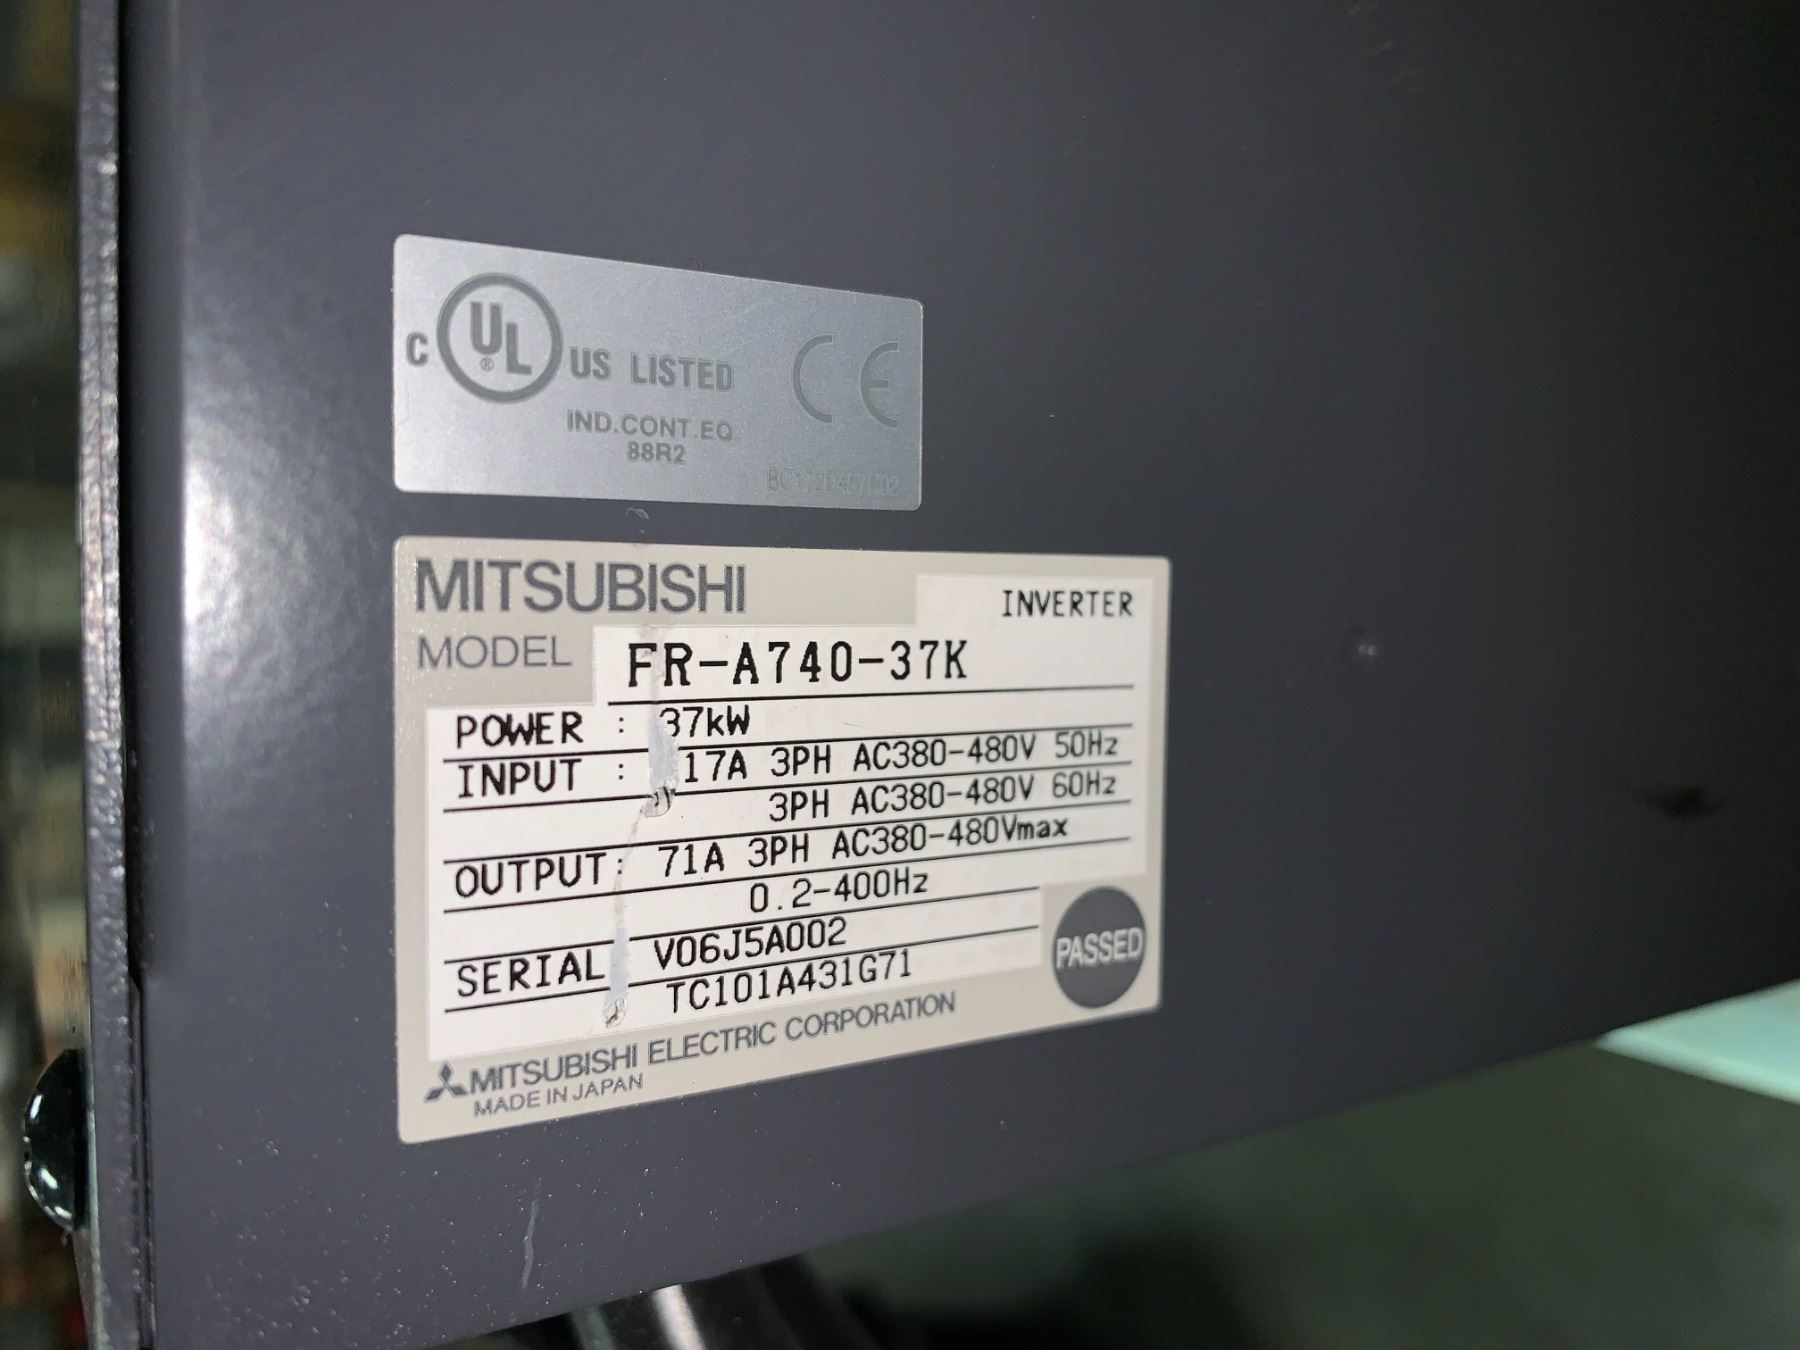 C UL® US LISTED CE
IND.CONT.EQ
88R2
MITSUBISHI
INVERTER
MODEL FR-A740-37K
POWER : 37kW
INPUT : 17A 3PH AC380-480V 50Hz
3PH AC380-480V 60Hz
OUTPUT: 71A 3PH AC380-480Vmax
0.2-400Hz
SERIAL V06J5A002
TC101A431G71
PASSED
MITSUBISHI ELECTRIC CORPORATION
MADE IN JAPAN